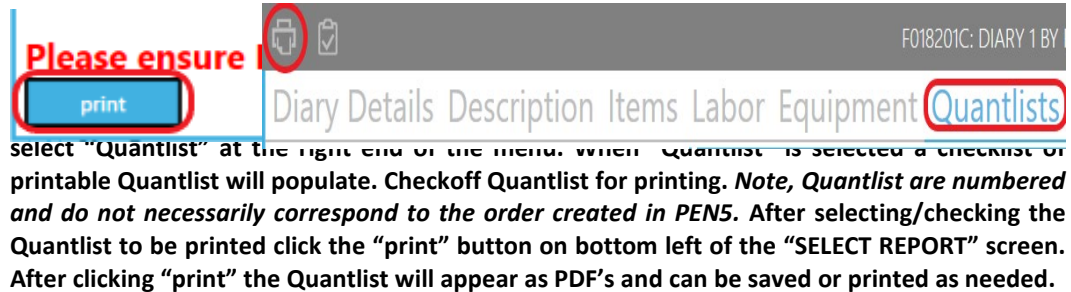 Please ensure
print
F018201C: DIARY 1 BY
Diary Details Description Items Labor Equipment Quantlists
select “Quantlist” at the right end of the menu. When “Quantlist” is selected a checklist of
printable Quantlist will populate. Checkoff Quantlist for printing. Note, Quantlist are numbered
and do not necessarily correspond to the order created in PEN5. After selecting/checking the
Quantlist to be printed click the “print” button on bottom left of the “SELECT REPORT” screen.
After clicking “print” the Quantlist will appear as PDF’s and can be saved or printed as needed.